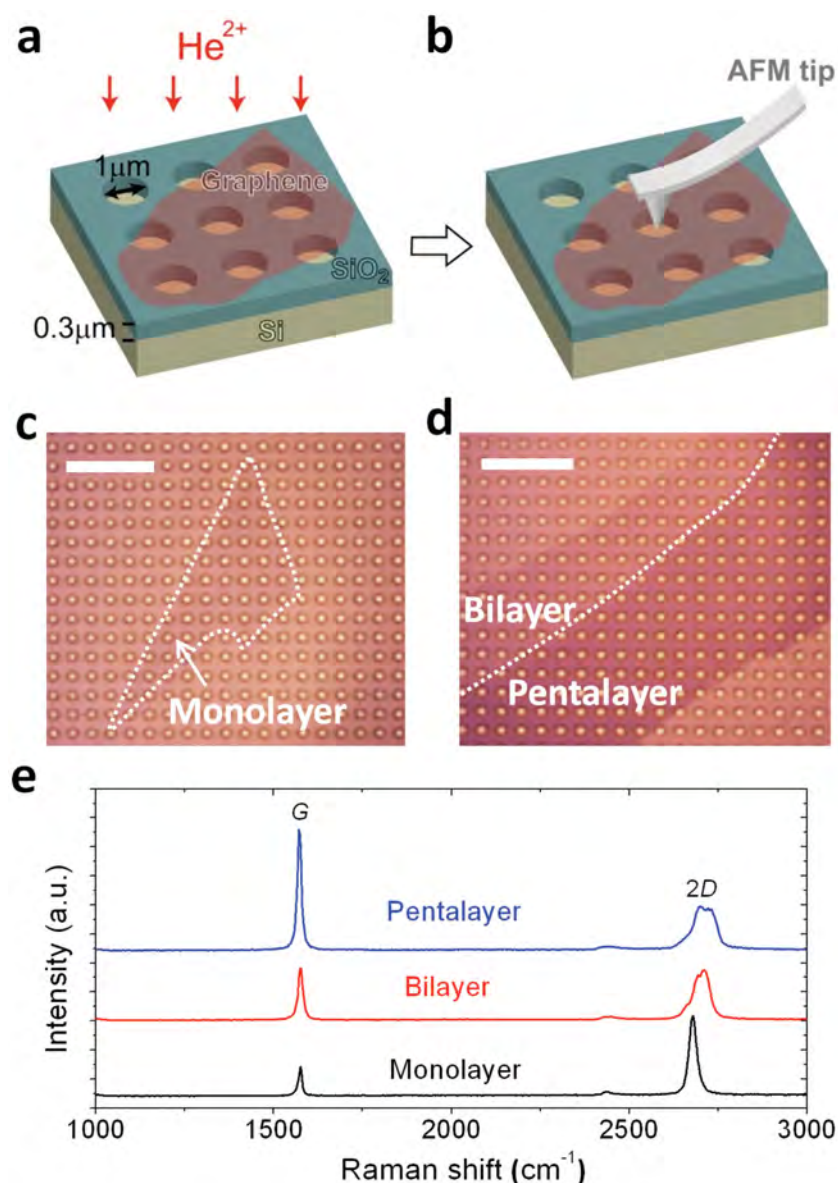 a
He²⁺
1μm
Graphene
SiO₂
0.3μm
Si
b
AFM tip
c
Monolayer
d
Bilayer
Pentalayer
e
G
2D
Pentalayer
Bilayer
Monolayer
Intensity (a.u.)
1000 1500 2000 2500 3000
Raman shift (cm⁻¹)